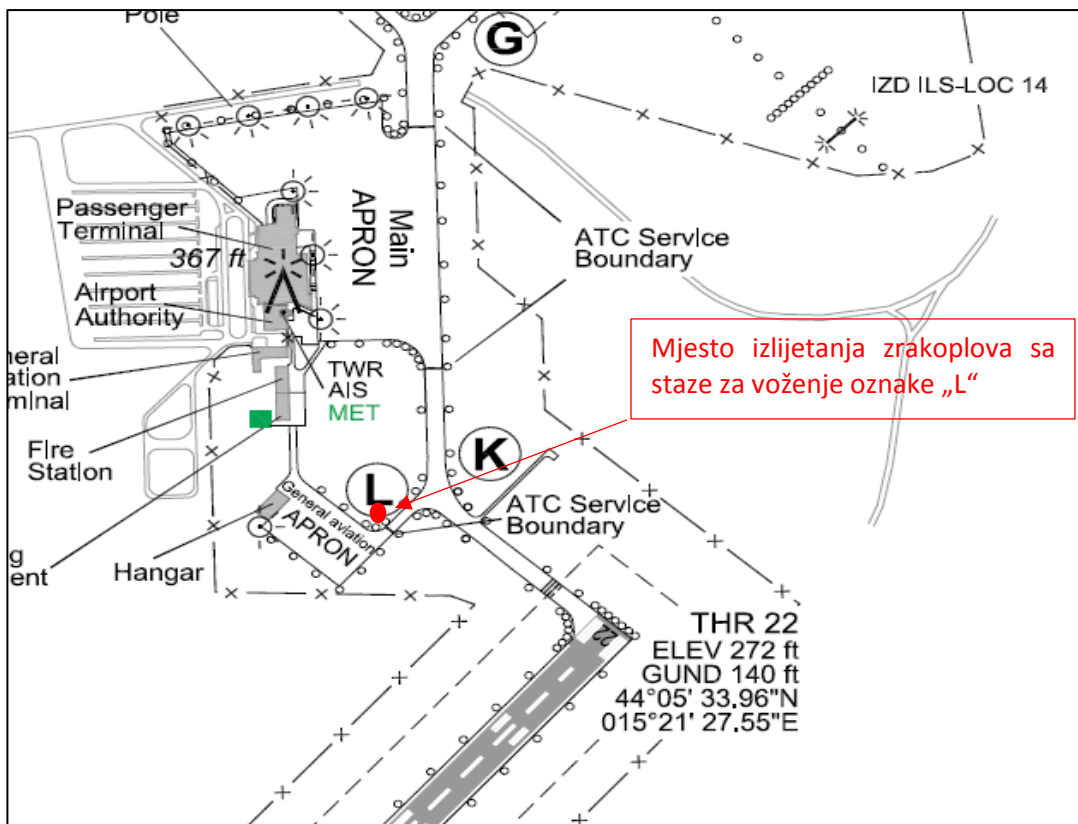 Pole
G
IZD ILS-LOC 14
Passenger
Terminal
367 ft
Main
APRON
ATC Service
Boundary
Airport
Authority
Mjesto izlijetanja zrakoplova sa
staze za voženje oznake „L“
TWR
AIS
MET
Fire
Station
K
L
General aviation
APRON
ATC Service
Boundary
Hangar
22
THR 22
ELEV 272 ft
GUND 140 ft
44°05' 33.96"N
015°21' 27.55"E